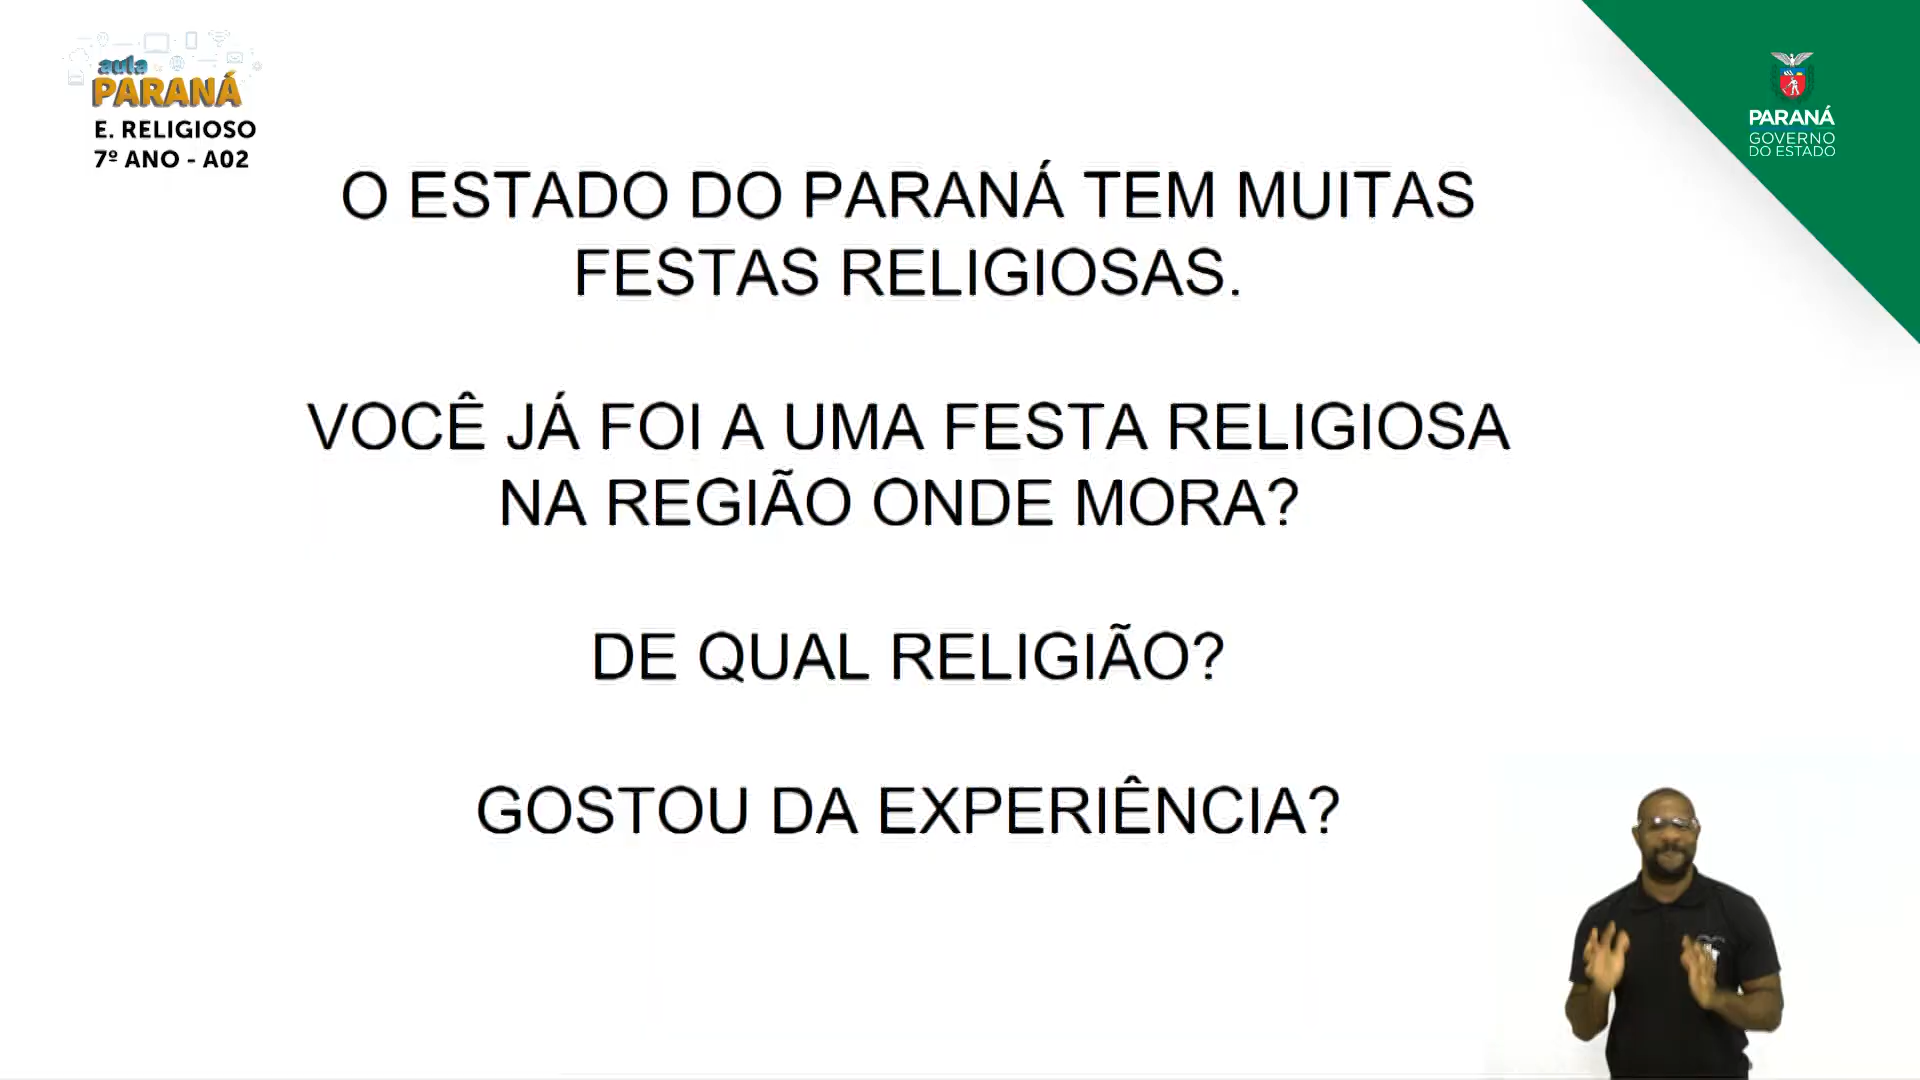 aula
PARANÁ
E. RELIGIOSO
7º ANO - A02
PARANÁ
GOVERNO
DO ESTADO
O ESTADO DO PARANÁ TEM MUITAS
FESTAS RELIGIOSAS.
VOCÊ JÁ FOI A UMA FESTA RELIGIOSA
NA REGIÃO ONDE MORA?
DE QUAL RELIGIÃO?
GOSTOU DA EXPERIÊNCIA?